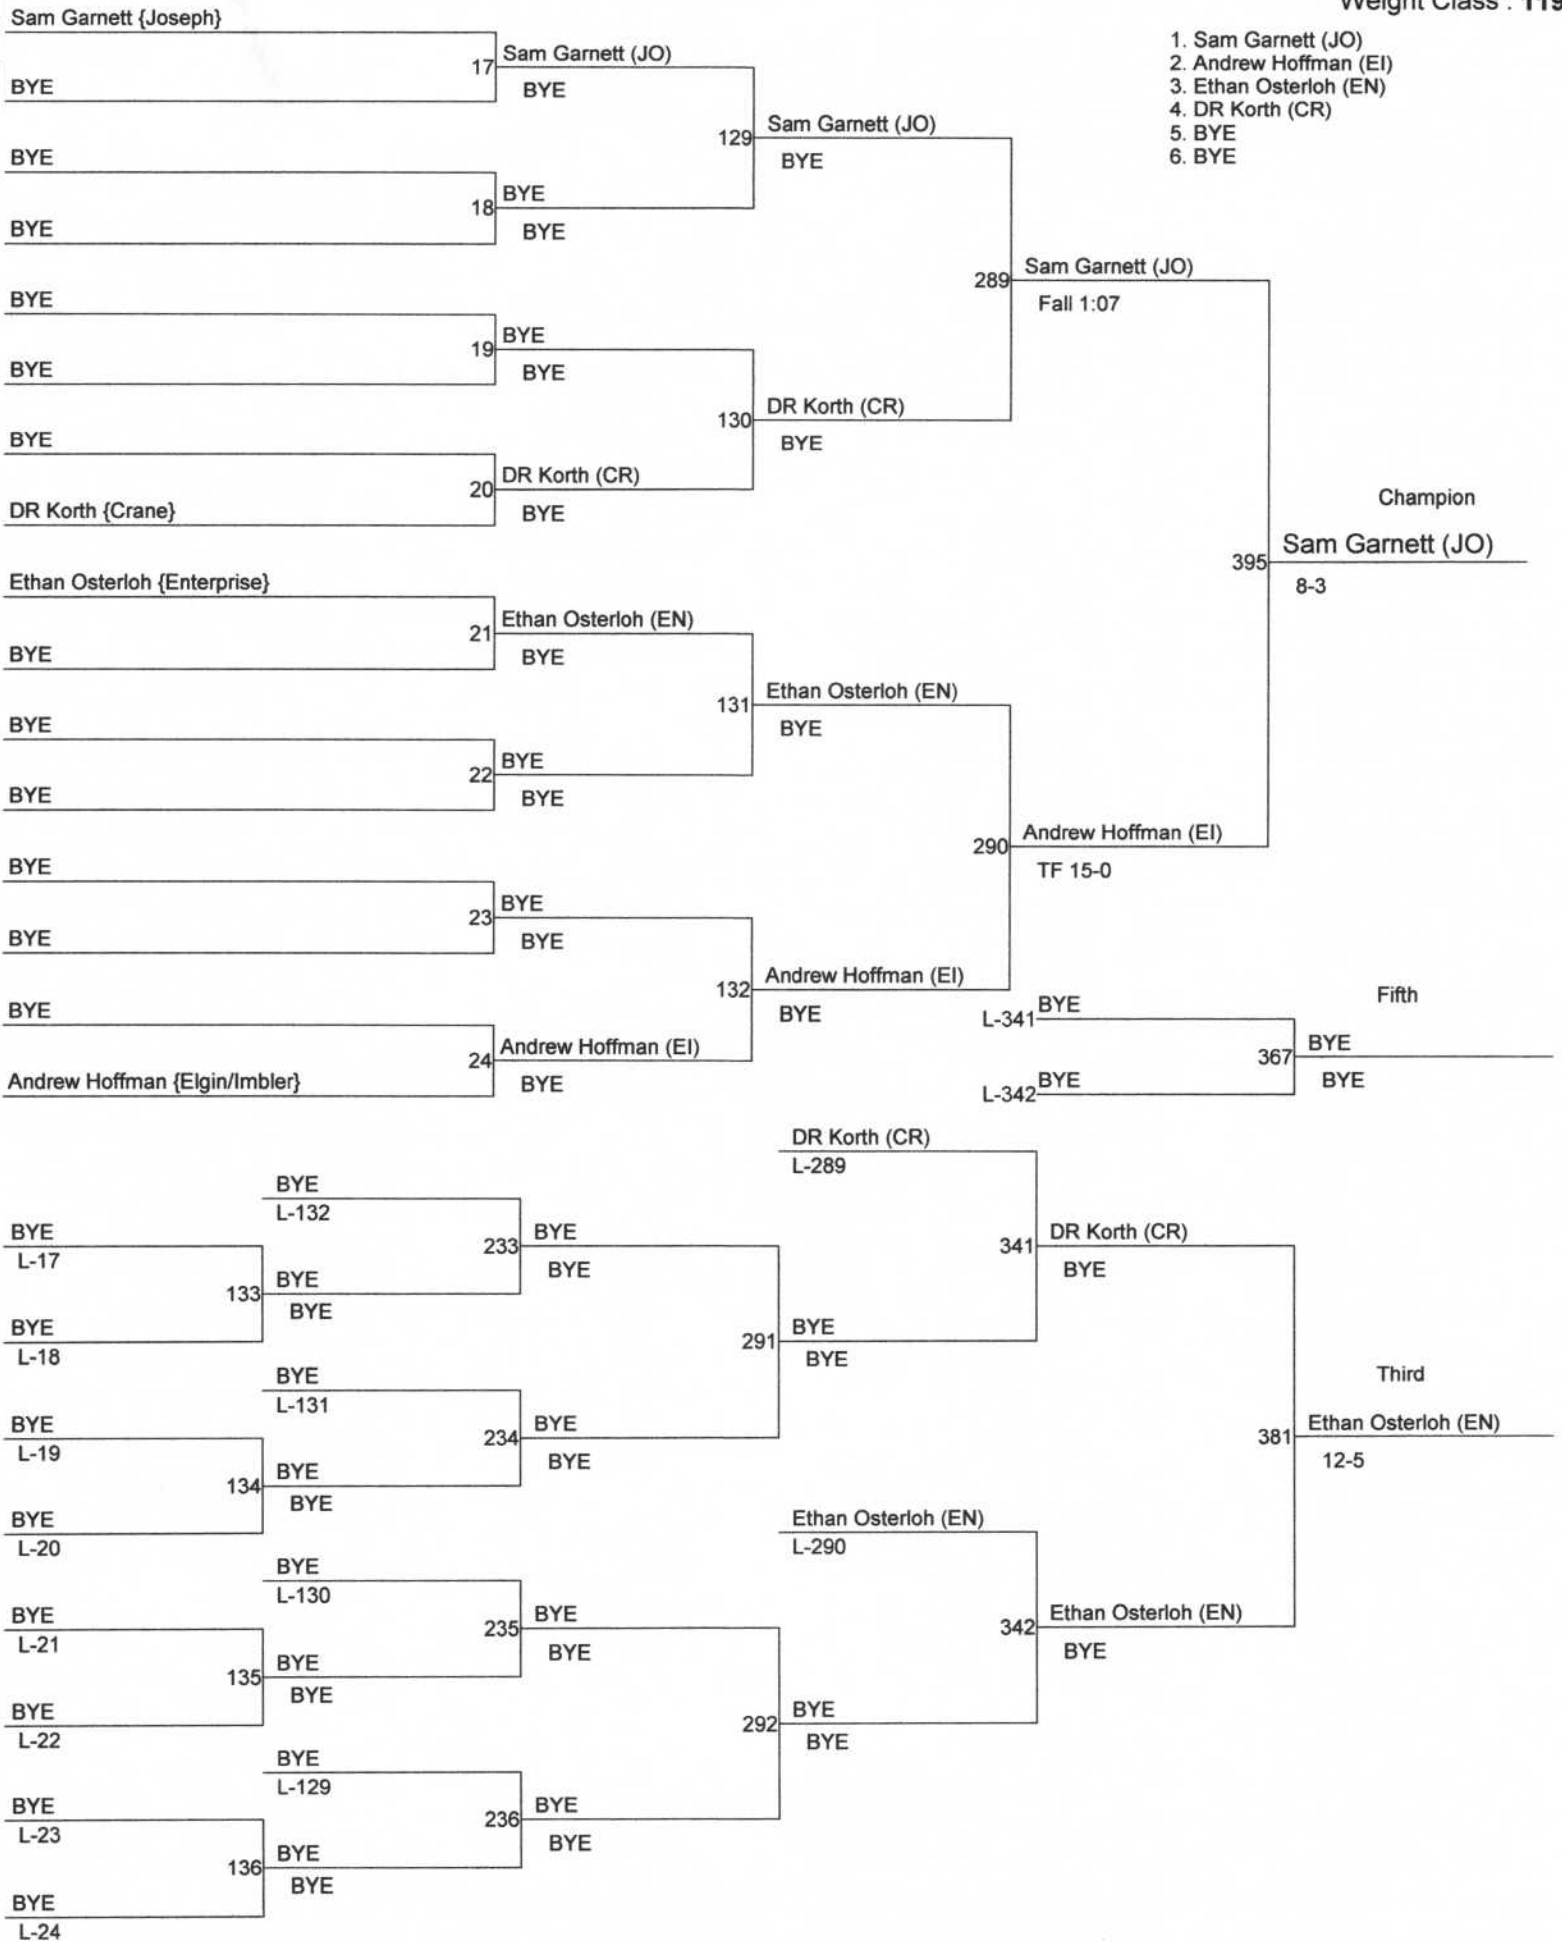 Weight Class : 119
Sam Garnett {Joseph}
1. Sam Garnett (JO)
2. Andrew Hoffman (EI)
3. Ethan Osterloh (EN)
4. DR Korth (CR)
5. BYE
6. BYE
17 Sam Garnett (JO)
BYE
BYE
129 Sam Garnett (JO)
BYE
BYE
18 BYE
BYE
BYE
289 Sam Garnett (JO)
Fall 1:07
BYE
19 BYE
BYE
BYE
130 DR Korth (CR)
BYE
BYE
20 DR Korth (CR)
BYE
DR Korth {Crane}
Champion
395 Sam Garnett (JO)
8-3
Ethan Osterloh {Enterprise}
21 Ethan Osterloh (EN)
BYE
BYE
131 Ethan Osterloh (EN)
BYE
BYE
22 BYE
BYE
BYE
290 Andrew Hoffman (EI)
TF 15-0
BYE
23 BYE
BYE
BYE
132 Andrew Hoffman (EI)
BYE
BYE
24 Andrew Hoffman (EI)
BYE
Andrew Hoffman {Elgin/Imbler}
Fifth
L-341 BYE
367 BYE
BYE
L-342 BYE
DR Korth (CR)
L-289
BYE
L-132
BYE
L-17
233 BYE
BYE
341 DR Korth (CR)
BYE
133 BYE
BYE
BYE
L-18
291 BYE
BYE
BYE
L-131
Third
BYE
L-19
234 BYE
BYE
381 Ethan Osterloh (EN)
12-5
134 BYE
BYE
BYE
L-20
Ethan Osterloh (EN)
L-290
BYE
L-130
BYE
L-21
235 BYE
BYE
342 Ethan Osterloh (EN)
BYE
135 BYE
BYE
BYE
L-22
292 BYE
BYE
BYE
L-129
BYE
L-23
236 BYE
BYE
136 BYE
BYE
BYE
L-24